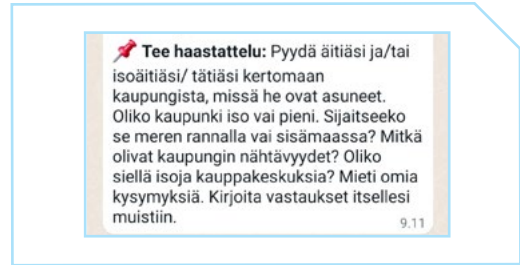 📌 Tee haastattelu: Pyydä äitiäsi ja/tai
isoäitiäsi/ tätiäsi kertomaan
kaupungista, missä he ovat asuneet.
Oliko kaupunki iso vai pieni. Sijaitseeko
se meren rannalla vai sisämaassa? Mitkä
olivat kaupungin nähtävyydet? Oliko
siellä isoja kauppakeskuksia? Mieti omia
kysymyksiä. Kirjoita vastaukset itsellesi
muistiin.
9.11